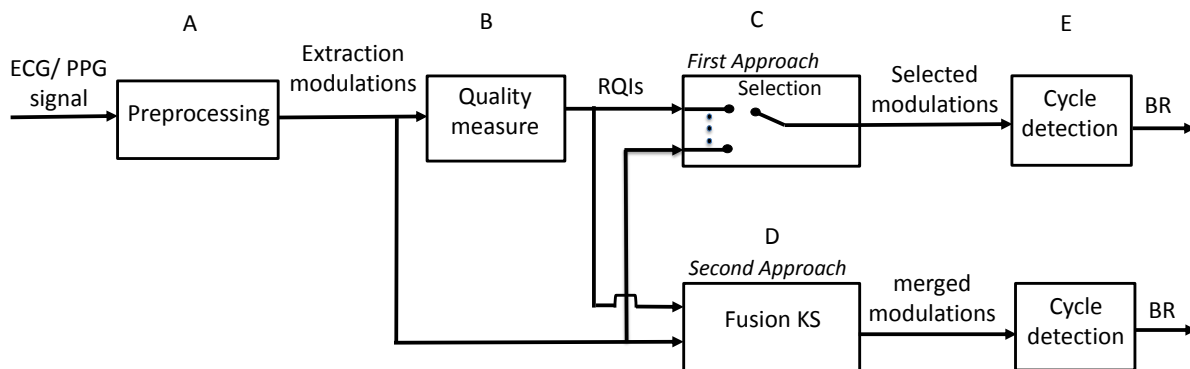 A
B
C
E
ECG/ PPG
signal
Preprocessing
Extraction
modulations
Quality
measure
RQIs
First Approach
Selection
Selected
modulations
Cycle
detection
BR
D
Second Approach
Fusion KS
merged
modulations
Cycle
detection
BR